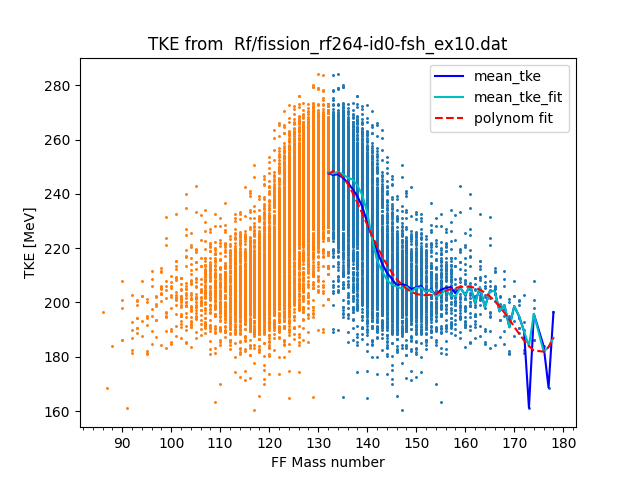 TKE from  Rf/fission_rf264-id0-fsh_ex10.dat
mean_tke
mean_tke_fit
polynom fit
TKE [MeV]
280
260
240
220
200
180
160
90 100 110 120 130 140 150 160 170 180
FF Mass number